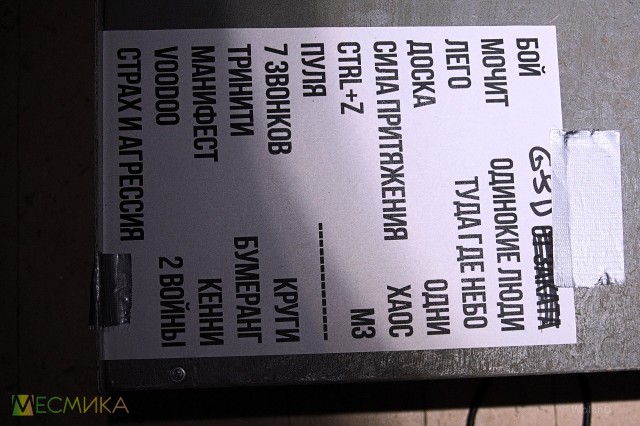 БОЙ
МОЧИТ
ЛЕГО
ДОСКА
СИЛА ПРИТЯЖЕНИЯ
CTRL+Z
ПУЛЯ
7 ЗВОНКОВ
ТРИНИТИ
МАНИФЕСТ
VOODOO
СТРАХ И АГРЕССИЯ
ОДИНОКИЕ ЛЮДИ
ТУДА ГДЕ НЕБО
ОДНИ
ХАОС
М3
-------------
КРУГИ
БУМЕРАНГ
КЕННИ
2 ВОЙНЫ
МЕСМИКА